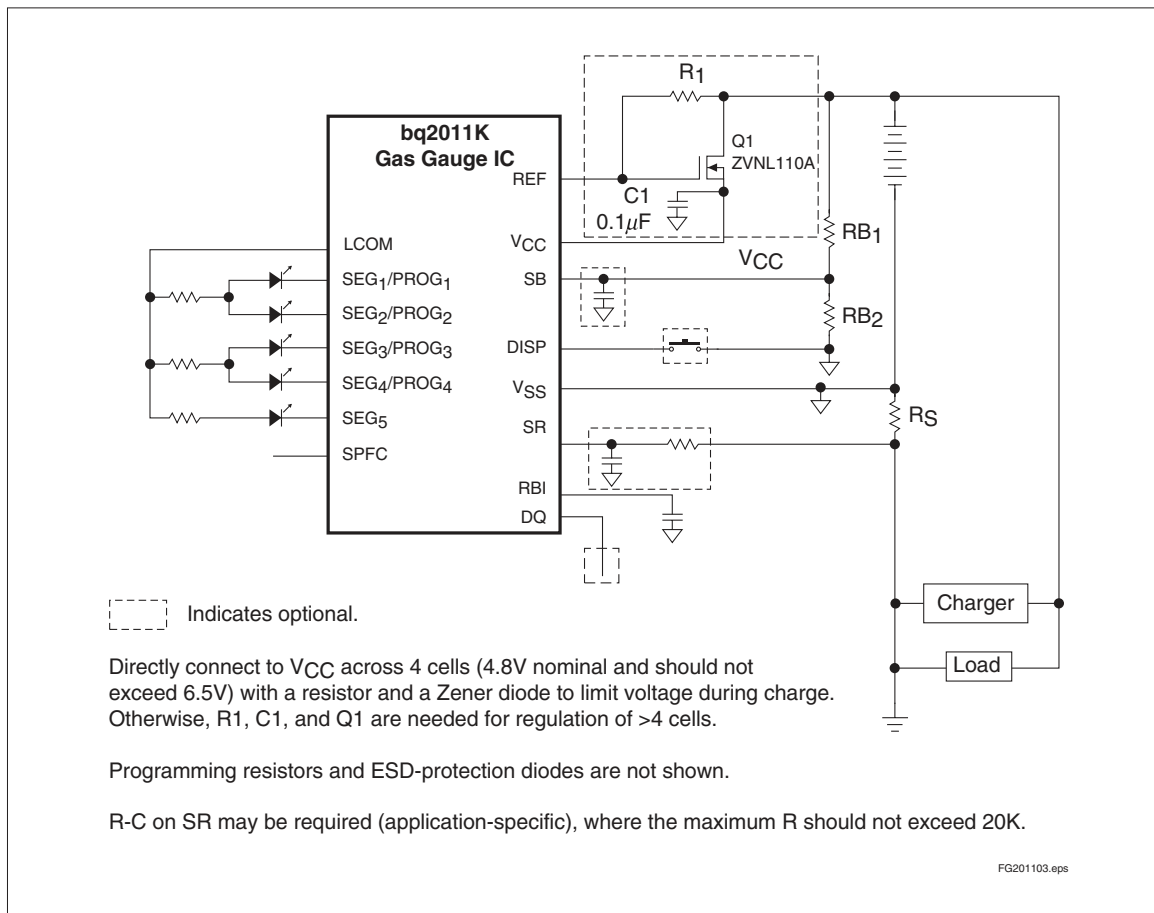 R1
bq2011K
Gas Gauge IC
Q1
ZVNL110A
REF
C1
0.1µF
VCC
RB1
LCOM
VCC
SEG1/PROG1
SB
SEG2/PROG2
RB2
SEG3/PROG3
DISP
SEG4/PROG4
VSS
SEG5
SR
RS
SPFC
RBI
DQ
Charger
Indicates optional.
Load
Directly connect to VCC across 4 cells (4.8V nominal and should not
exceed 6.5V) with a resistor and a Zener diode to limit voltage during charge.
Otherwise, R1, C1, and Q1 are needed for regulation of >4 cells.
Programming resistors and ESD-protection diodes are not shown.
R-C on SR may be required (application-specific), where the maximum R should not exceed 20K.
FG201103.eps